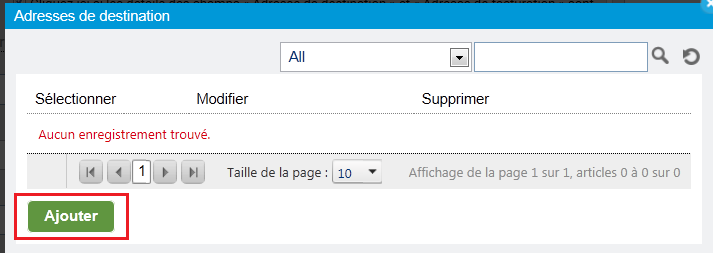 Adresses de destination
All
Sélectionner Modifier Supprimer
Aucun enregistrement trouvé.
1 Taille de la page : 10 Affichage de la page 1 sur 1, articles 0 à 0 sur 0
Ajouter